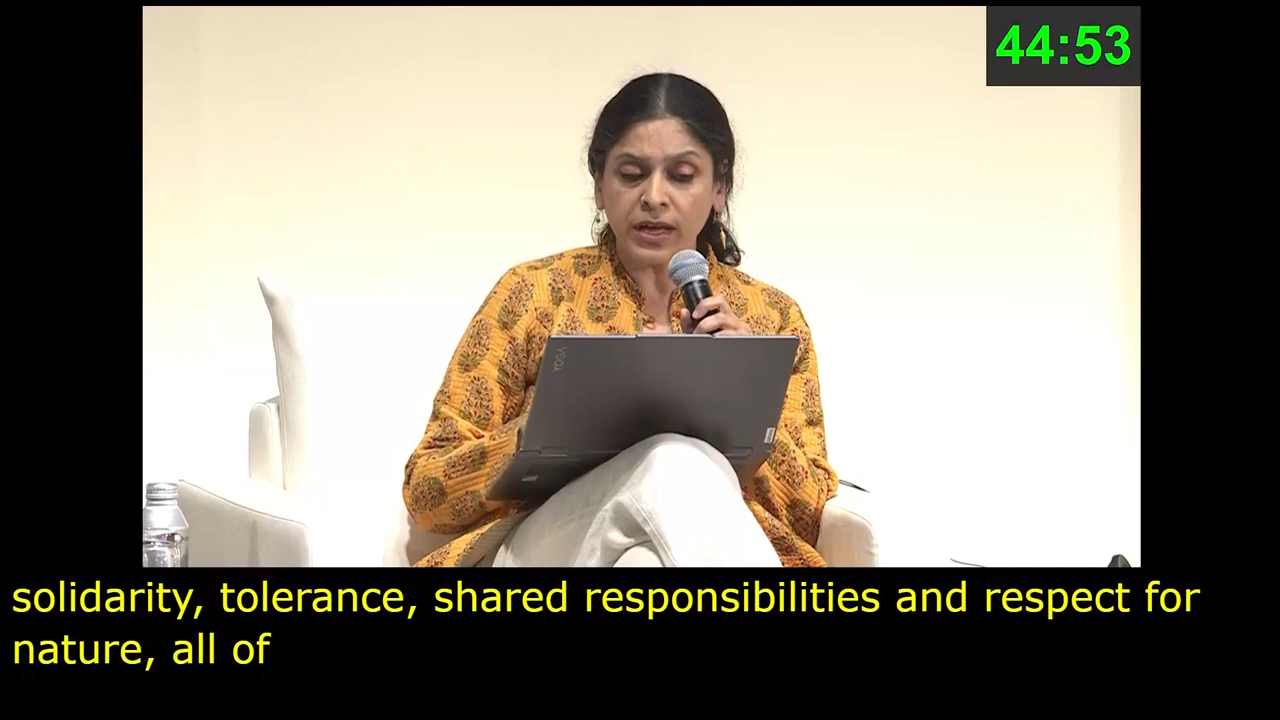 44:53
YOGA
solidarity, tolerance, shared responsibilities and respect for
nature, all of